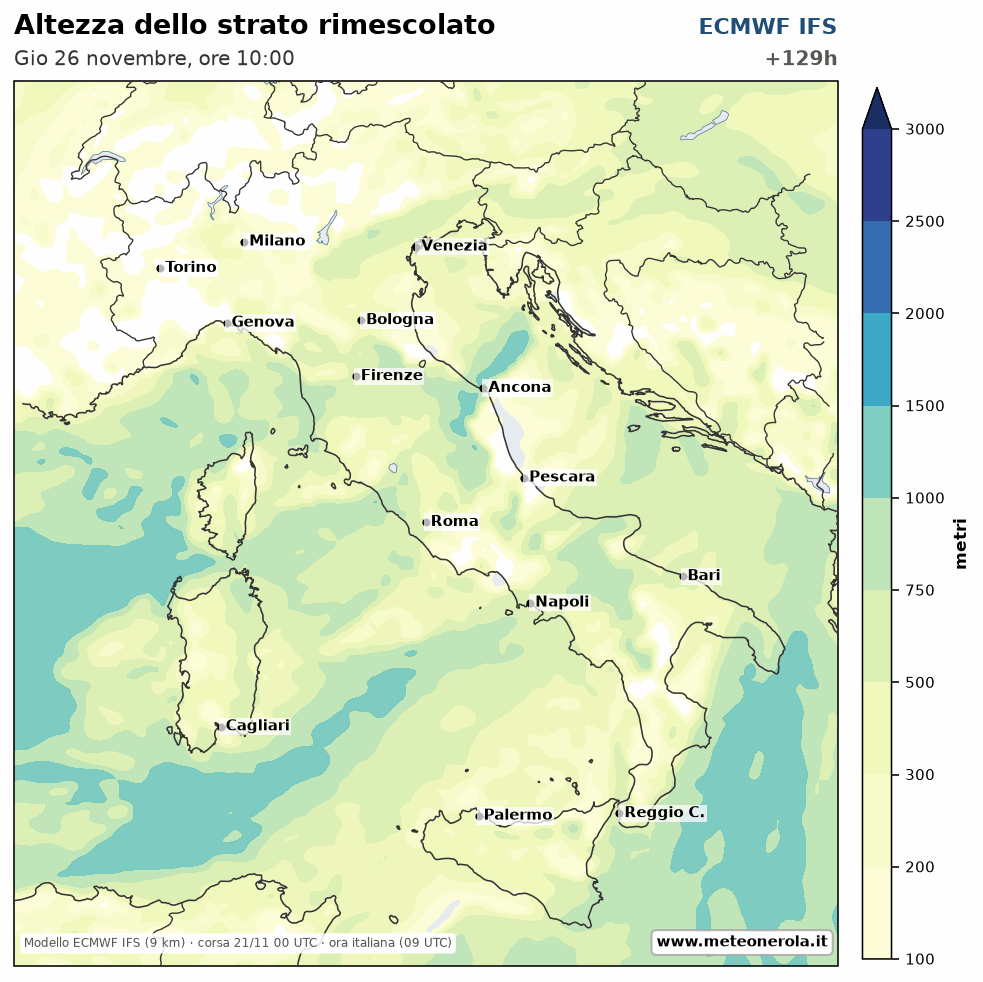 Altezza dello strato rimescolato
ECMWF IFS
Gio 26 novembre, ore 10:00
+129h
3000
2500
2000
1500
1000
750
500
300
200
100
metri
Milano
Venezia
Torino
Genova
Bologna
Firenze
Ancona
Pescara
Roma
Bari
Napoli
Cagliari
Palermo
Reggio C.
Modello ECMWF IFS (9 km) · corsa 21/11 00 UTC · ora italiana (09 UTC)
www.meteonerola.it